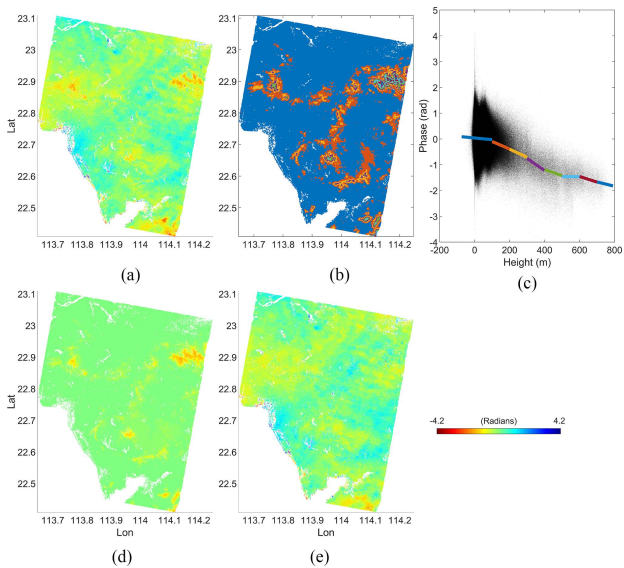 23.1
23
22.9
22.8
22.7
22.6
22.5
Lat
113.7 113.8 113.9 114 114.1 114.2
(a)
23.1
23
22.9
22.8
22.7
22.6
22.5
113.7 113.8 113.9 114 114.1 114.2
(b)
5
4
3
2
1
0
-1
-2
-3
-4
Phase (rad)
-200 0 200 400 600 800
Height (m)
(c)
23.1
23
22.9
22.8
22.7
22.6
22.5
Lat
113.7 113.8 113.9 114 114.1 114.2
Lon
(d)
23.1
23
22.9
22.8
22.7
22.6
22.5
113.7 113.8 113.9 114 114.1 114.2
Lon
(e)
-4.2 (Radians) 4.2